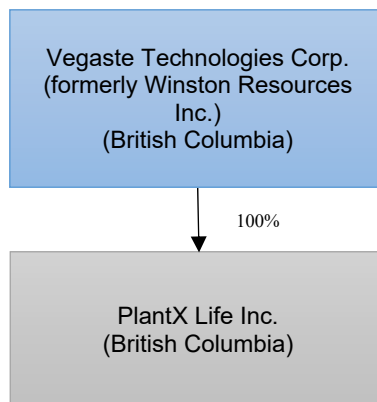 Vegaste Technologies Corp.
(formerly Winston Resources
Inc.)
(British Columbia)
100%
PlantX Life Inc.
(British Columbia)